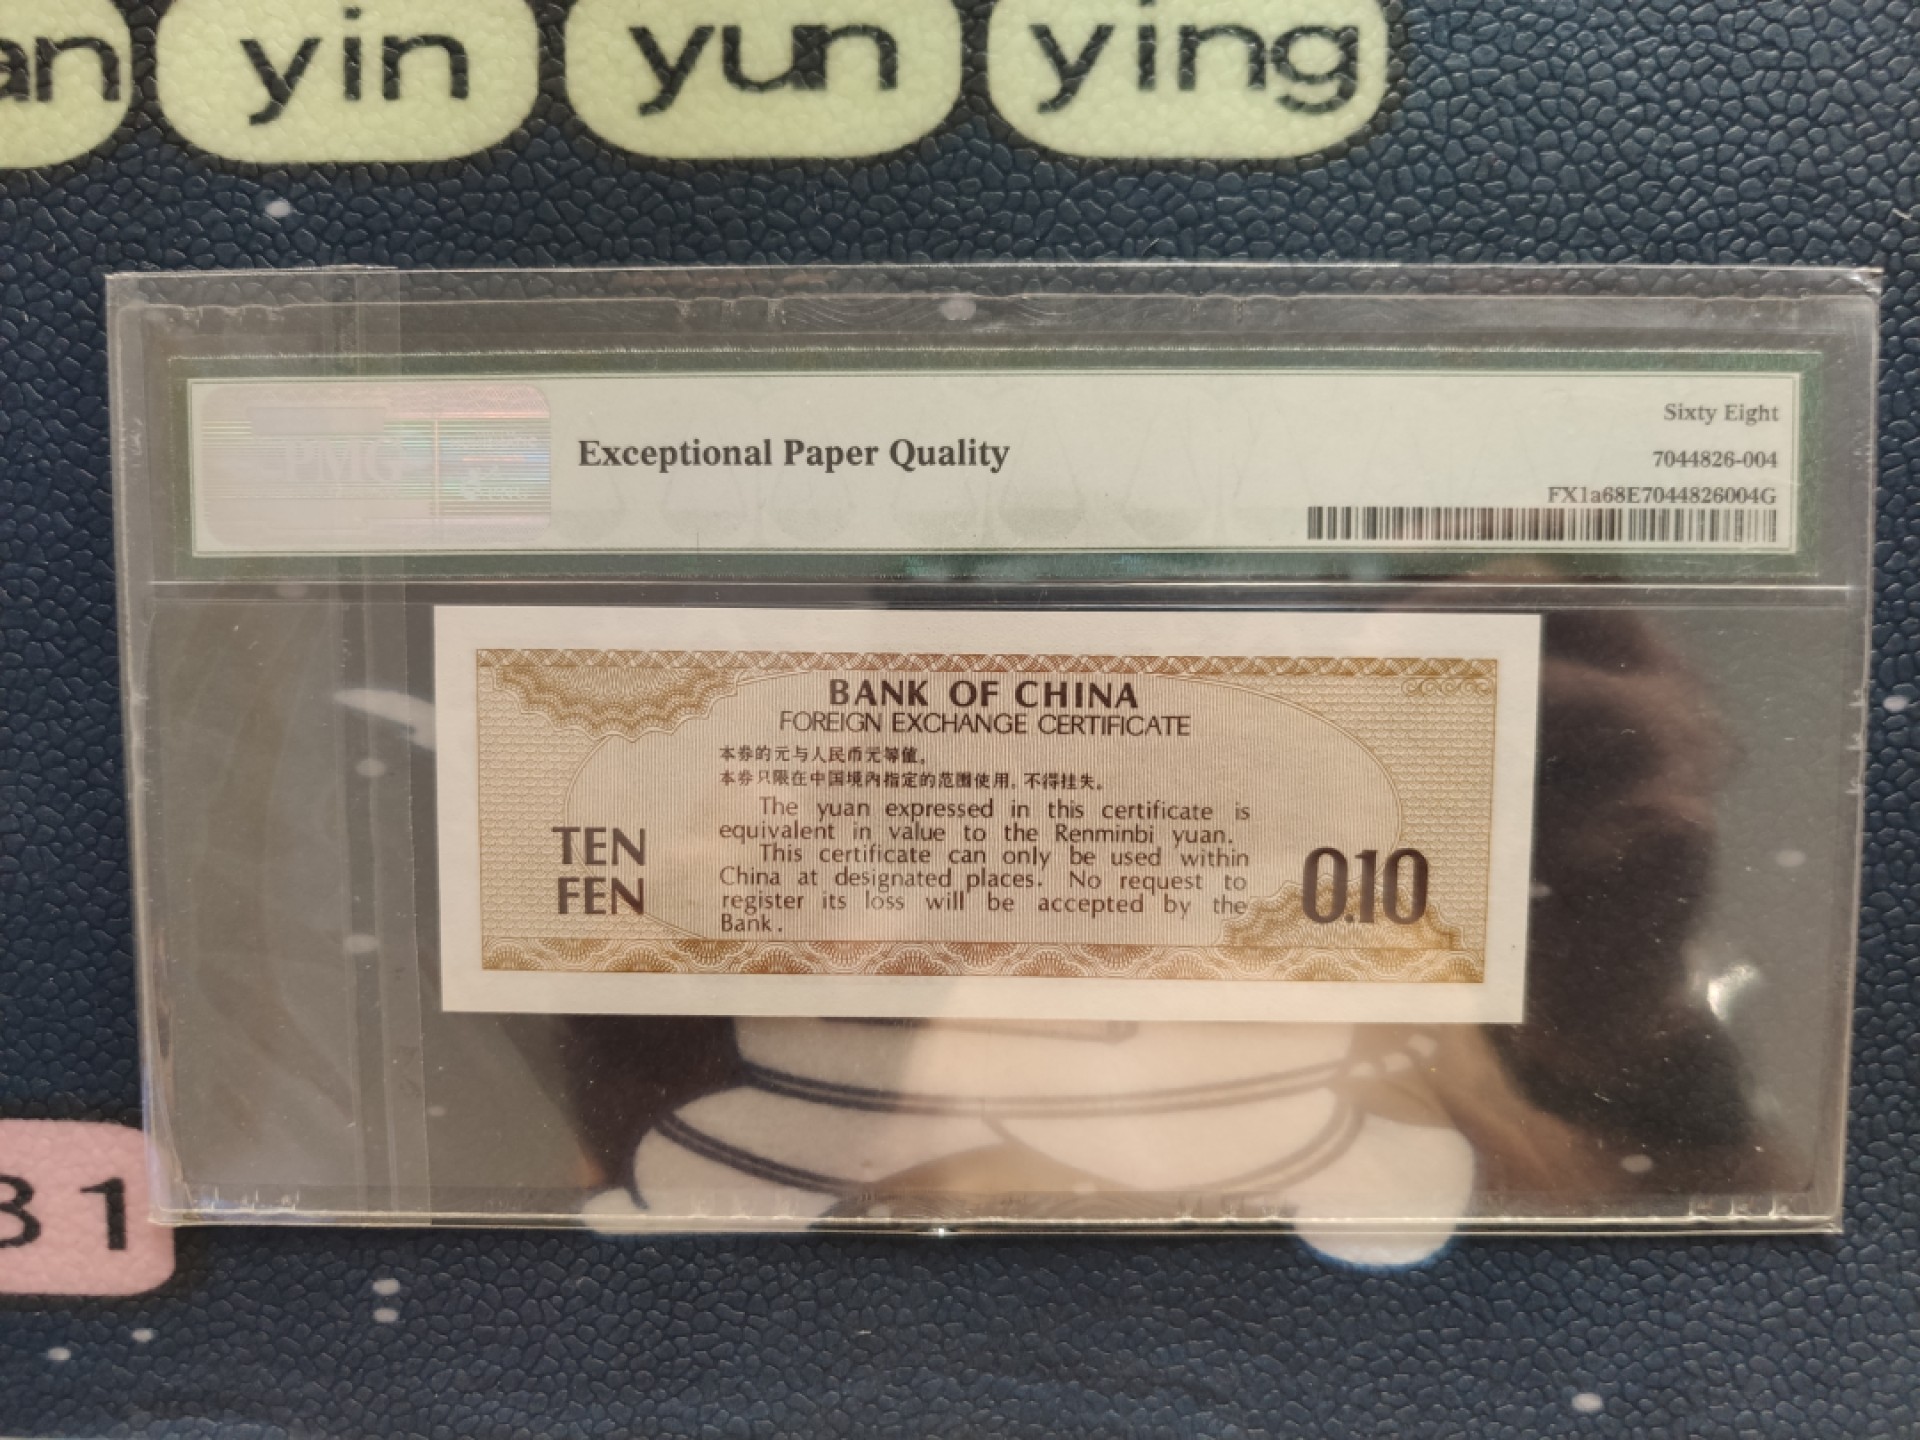 an yin yun ying
PMG
Exceptional Paper Quality
Sixty Eight
7044826-004
FX1a68E7044826004G
BANK OF CHINA
FOREIGN EXCHANGE CERTIFICATE
本券的元与人民币元等值。
本券只限在中国境内指定的范围使用,不得挂失。
The yuan expressed in this certificate is
equivalent in value to the Renminbi yuan.
This certificate can only be used within
China at designated places. No request to
register its loss will be accepted by the
Bank.
TEN
FEN
0.10
31